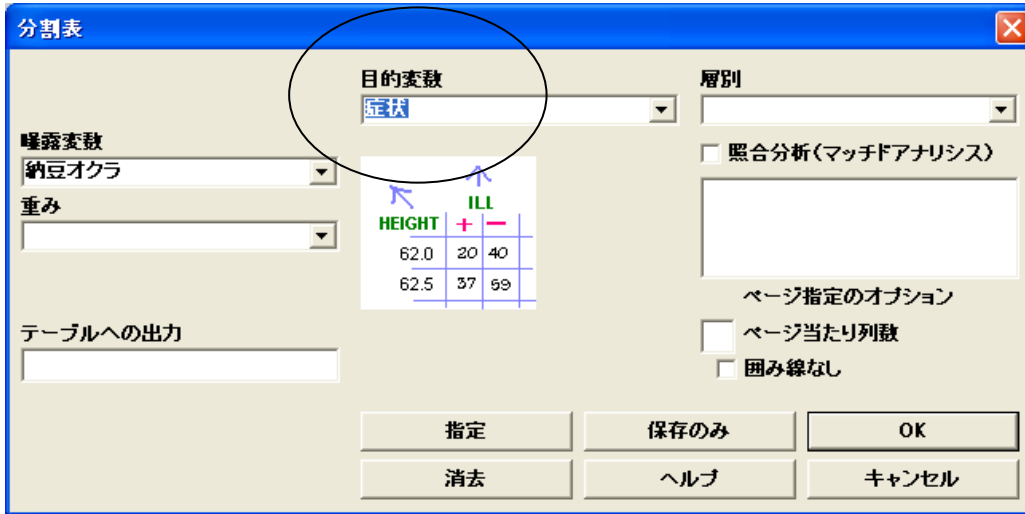 分割表
目的変数
症状
層別
曝露変数
納豆オクラ
照合分析(マッチドアナリシス)
重み
ILL
HEIGHT + −
62.0 20 40
62.5 37 59
ページ指定のオプション
テーブルへの出力
ページ当たり列数
囲み線なし
指定
保存のみ
OK
消去
ヘルプ
キャンセル